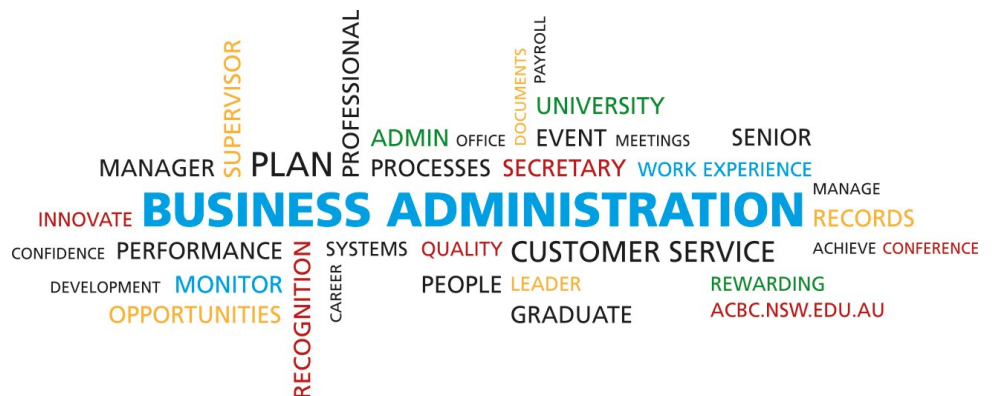 PAYROLL
PROFESSIONAL
SUPERVISOR
DOCUMENTS
UNIVERSITY
ADMIN OFFICE EVENT MEETINGS SENIOR
MANAGER PLAN PROCESSES SECRETARY WORK EXPERIENCE
MANAGE
INNOVATE BUSINESS ADMINISTRATION RECORDS
CONFIDENCE PERFORMANCE SYSTEMS QUALITY CUSTOMER SERVICE ACHIEVE CONFERENCE
RECOGNITION
CAREER
DEVELOPMENT MONITOR PEOPLE LEADER REWARDING
OPPORTUNITIES GRADUATE ACBC.NSW.EDU.AU